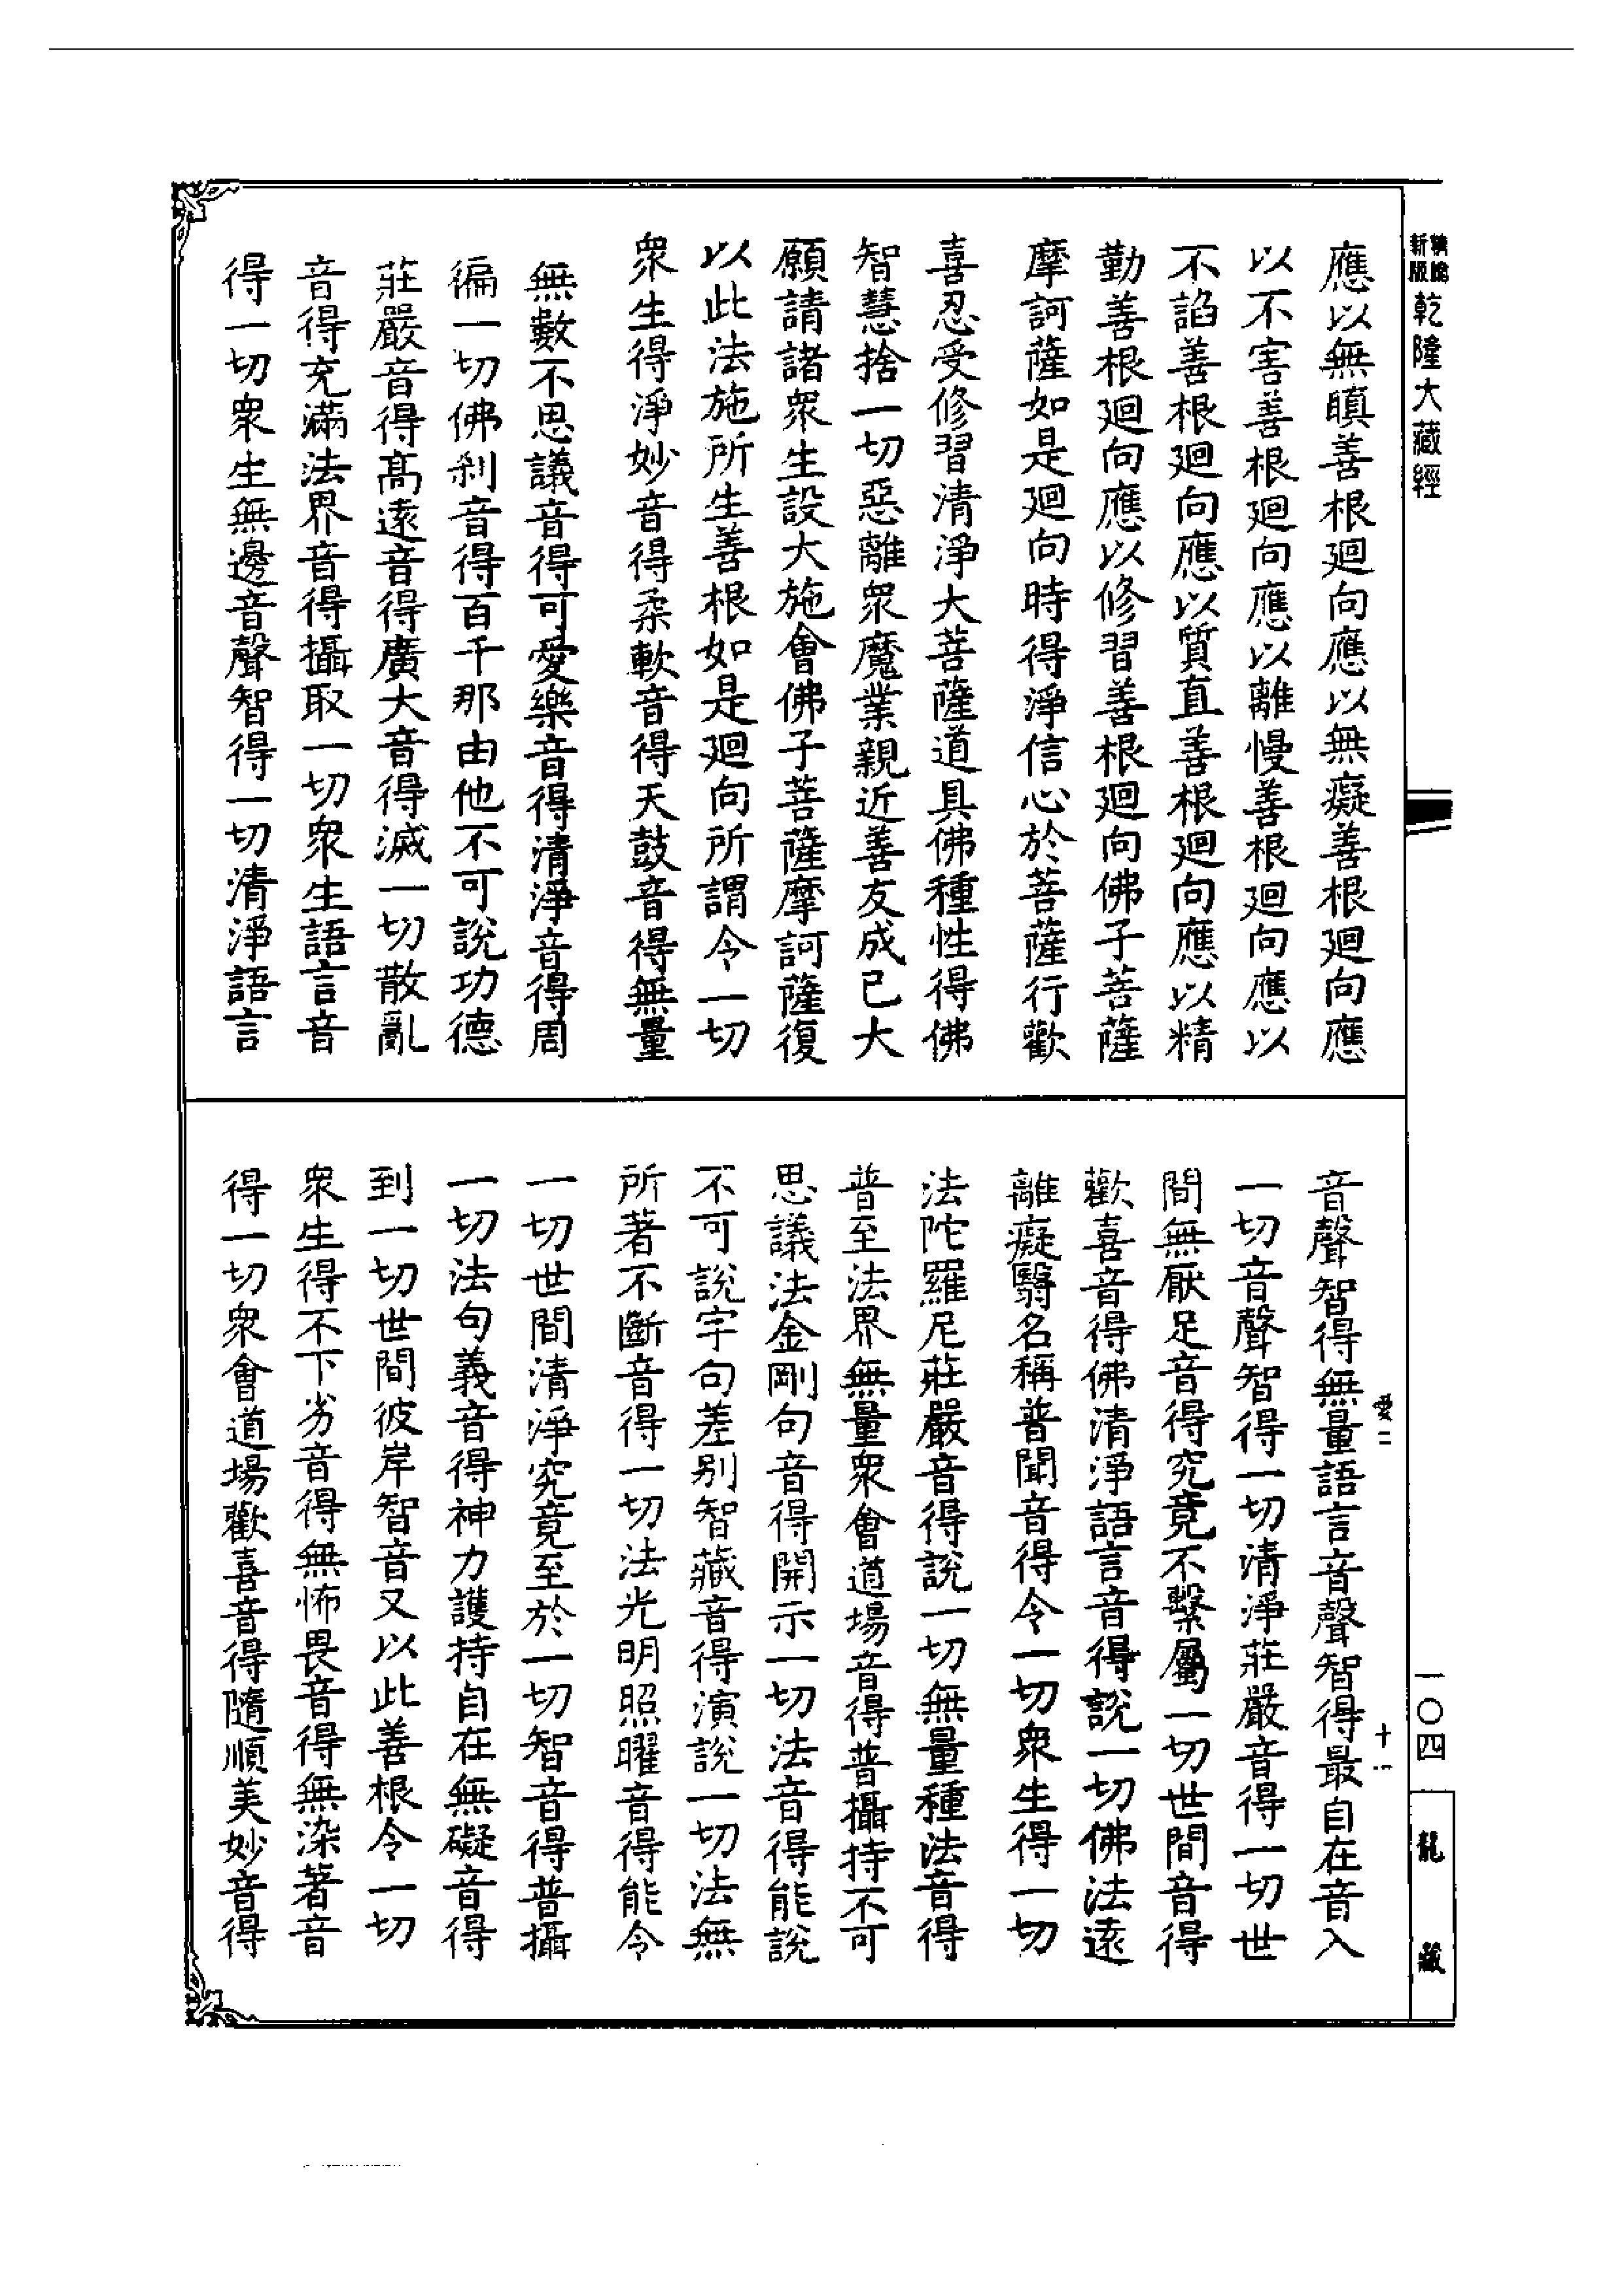 新版 精縮 乾隆大藏經
應以無瞋善根廻向應以無癡善根廻向應
以不害善根廻向應以離慢善根廻向應以
不諂善根廻向應以質直善根廻向應以精
勤善根廻向應以修習善根廻向佛子菩薩
摩訶薩如是廻向時得淨信心於菩薩行歡
喜忍受修習清淨大菩薩道具佛種性得佛
智慧捨一切惡離衆魔業親近善友成已大
願請諸衆生設大施會佛子菩薩摩訶薩復
以此法施所生善根如是廻向所謂令一切
衆生得淨妙音得柔軟音得天鼓音得無量
無數不思議音得可愛樂音得清淨音得周
徧一切佛刹音得百千那由他不可說功德
莊嚴音得高遠音得廣大音得滅一切散亂
音得充滿法界音得攝取一切衆生語言音
得一切衆生無邊音聲智得一切清淨語言
愛二 十一
一〇四
龍藏
音聲智得無量語言音聲智得最自在音入
一切音聲智得一切清淨莊嚴音得一切世
間無厭足音得究竟不繫屬一切世間音得
歡喜音得佛清淨語言音得說一切佛法遠
離癡翳名稱普聞音得令一切衆生得一切
法陀羅尼莊嚴音得說一切無量種法音得
普至法界無量衆會道場音得普攝持不可
思議法金剛句音得開示一切法音得能說
不可說字句差别智藏音得演說一切法無
所著不斷音得一切法光明照曜音得能令
一切世間清淨究竟至於一切智音得普攝
一切法句義音得神力護持自在無礙音得
到一切世間彼岸智音又以此善根令一切
衆生得不下劣音得無怖畏音得無染著音
得一切衆會道場歡喜音得隨順美妙音得